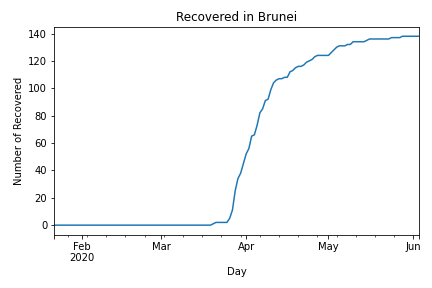 Recovered in Brunei
140
120
100
80
60
40
20
0
Number of Recovered
Feb
2020
Mar
Apr
May
Jun
Day